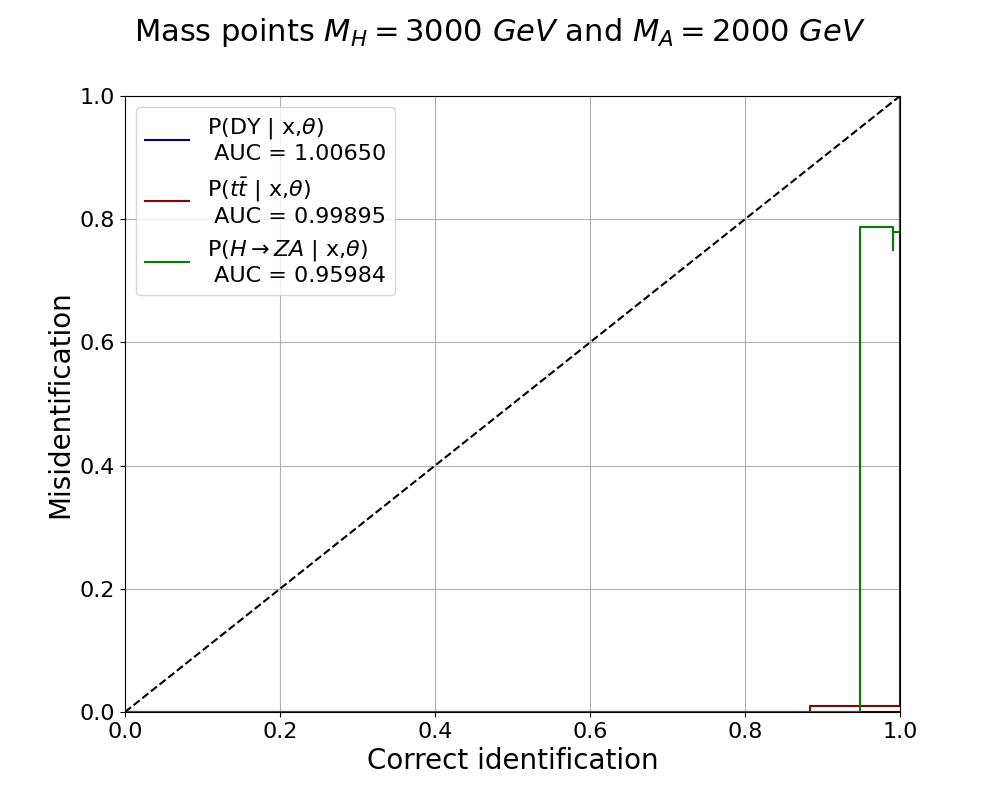 Mass points $M_H = 3000\ GeV$ and $M_A = 2000\ GeV$
1.0
0.8
0.6
0.4
0.2
0.0
Misidentification
P(DY | x,θ)
AUC = 1.00650
P($t\bar{t}$ | x,θ)
AUC = 0.99895
P(H → ZA | x,θ)
AUC = 0.95984
0.0 0.2 0.4 0.6 0.8 1.0
Correct identification